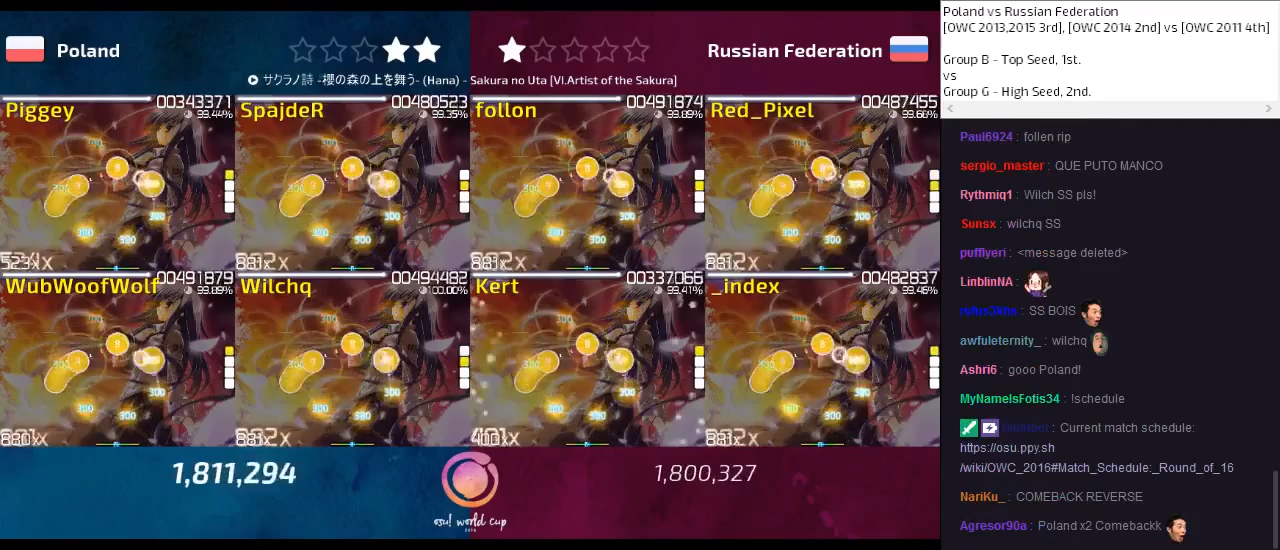 Poland
Russian Federation
サクラノ詩 -櫻の森の上を舞う- (Hana) - Sakura no Uta [VI.Artist of the Sakura]
Piggey
00343371
99.44%
SpajdeR
00480523
99.35%
follon
00491874
99.89%
Red_Pixel
00487455
99.66%
WubWoofWolf
00491879
99.89%
Wilchq
00494482
100.00%
Kert
00337066
99.41%
_index
00482837
99.46%
1,811,294
1,800,327
osu! world cup
2016
Poland vs Russian Federation
[OWC 2013,2015 3rd], [OWC 2014 2nd] vs [OWC 2011 4th]
Group B - Top Seed, 1st.
vs
Group G - High Seed, 2nd.
Paul6924 : follen rip
sergio_master : QUE PUTO MANCO
Rythmiq1 : Wilch SS pls!
Sunsx : wilchq SS
puffiyeri : <message deleted>
LinblinNA :
: SS BOIS
awfuleternity_ : wilchq
Ashri6 : gooo Poland!
MyNameIsFotis34 : !schedule
: Current match schedule:
https://osu.ppy.sh
/wiki/OWC_2016#Match_Schedule:_Round_of_16
NariKu_ : COMEBACK REVERSE
Agresor90a : Poland x2 Comebackk